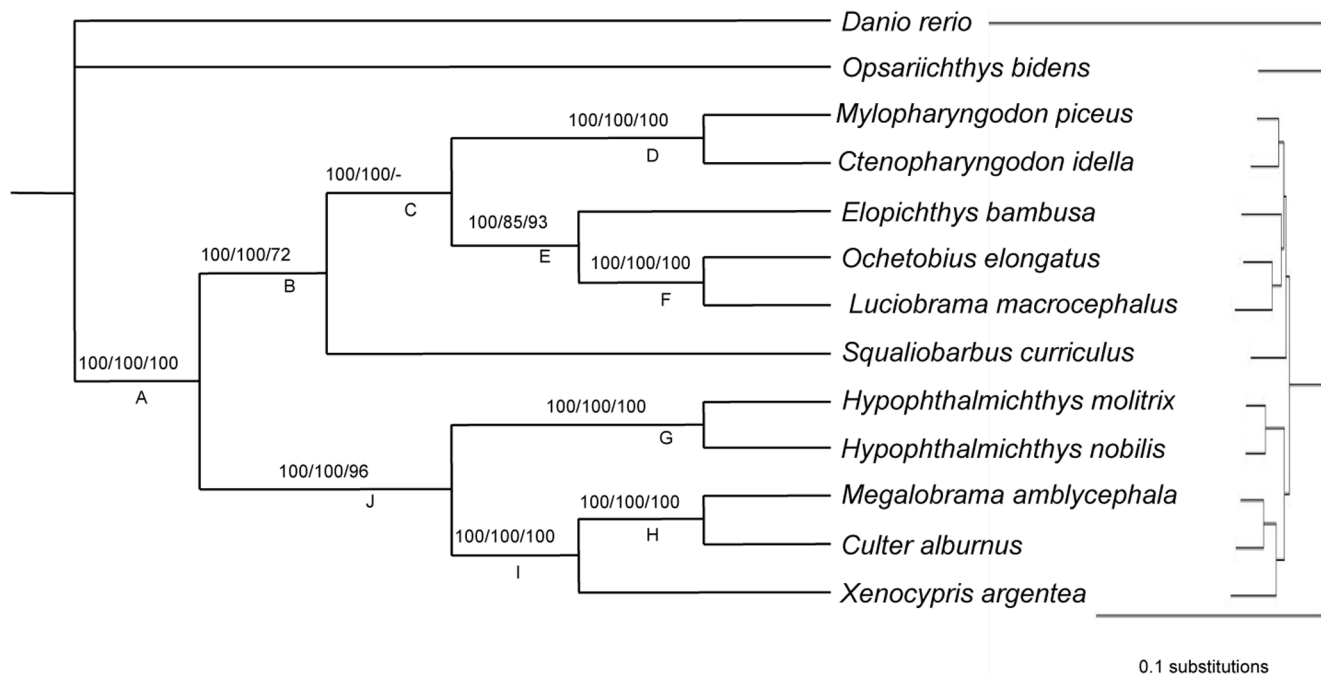 Danio rerio
Opsariichthys bidens
100/100/100
Mylopharyngodon piceus
D
Ctenopharyngodon idella
100/100/-
C
100/85/93
Elopichthys bambusa
E
100/100/72
B
100/100/100
Ochetobius elongatus
F
Luciobrama macrocephalus
100/100/100
Squaliobarbus curriculus
A
100/100/100
Hypophthalmichthys molitrix
G
Hypophthalmichthys nobilis
100/100/96
J
100/100/100
Megalobrama amblycephala
H
100/100/100
Culter alburnus
I
Xenocypris argentea
0.1 substitutions